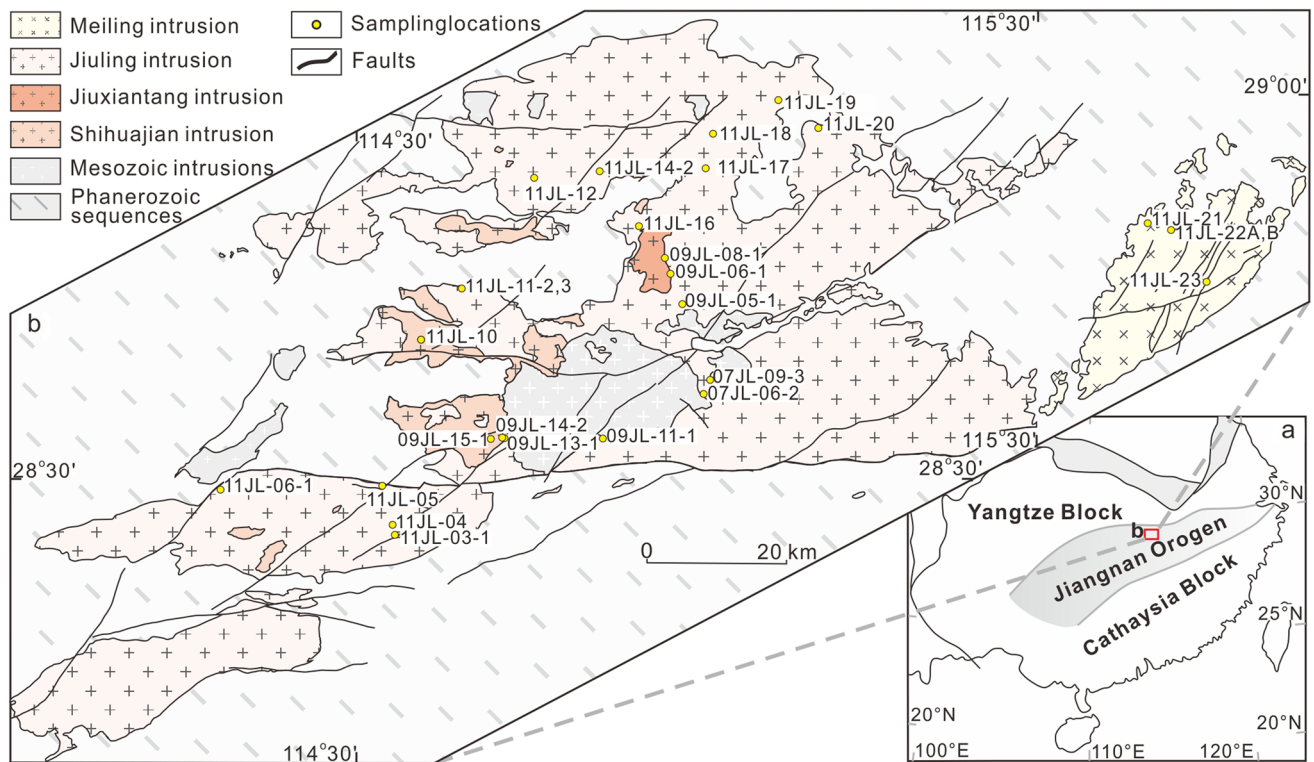 Meiling intrusion
Jiuling intrusion
Jiuxiantang intrusion
Shihuajian intrusion
Mesozoic intrusions
Phanerozoic
sequences
Samplinglocations
Faults
115°30'
29°00'
114°30'
11JL-19
11JL-20
11JL-18
11JL-17
11JL-14-2
11JL-12
11JL-16
11JL-21
11JL-22A,B
11JL-23
09JL-08-1
09JL-06-1
09JL-05-1
11JL-11-2,3
b
11JL-10
07JL-09-3
07JL-06-2
09JL-14-2
09JL-15-1
09JL-13-1
09JL-11-1
115°30'
28°30'
28°30'
11JL-06-1
11JL-05
11JL-04
11JL-03-1
0 20 km
114°30'
a
Yangtze Block
b
30°N
Jiangnan Orogen
Cathaysia Block
25°N
20°N
20°N
100°E
110°E
120°E